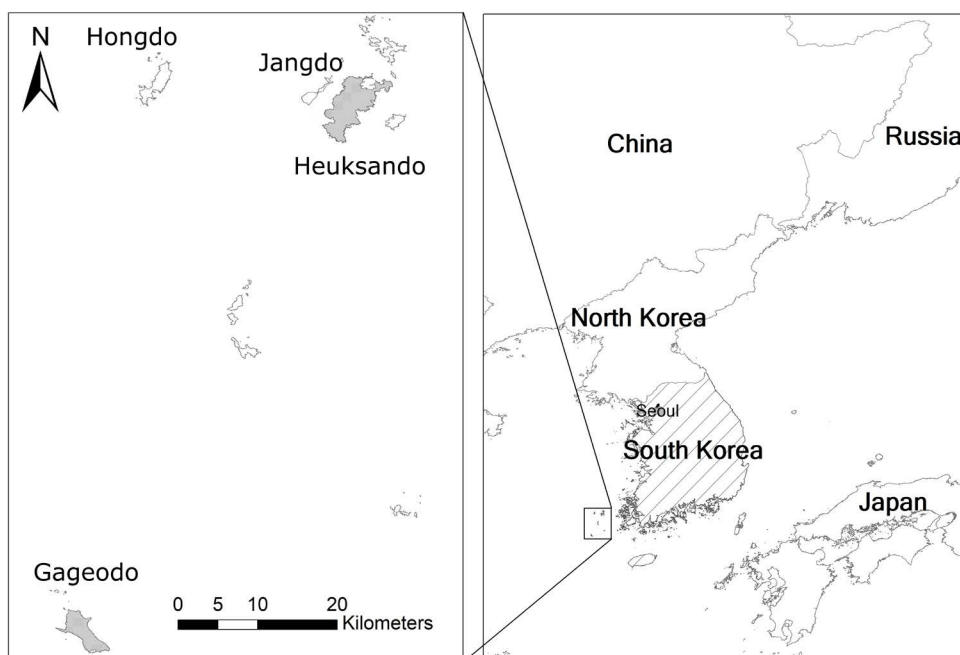 N
Hongdo
Jangdo
Heuksando
Gageodo
0 5 10 20
Kilometers
China
Russia
North Korea
Seoul
South Korea
Japan